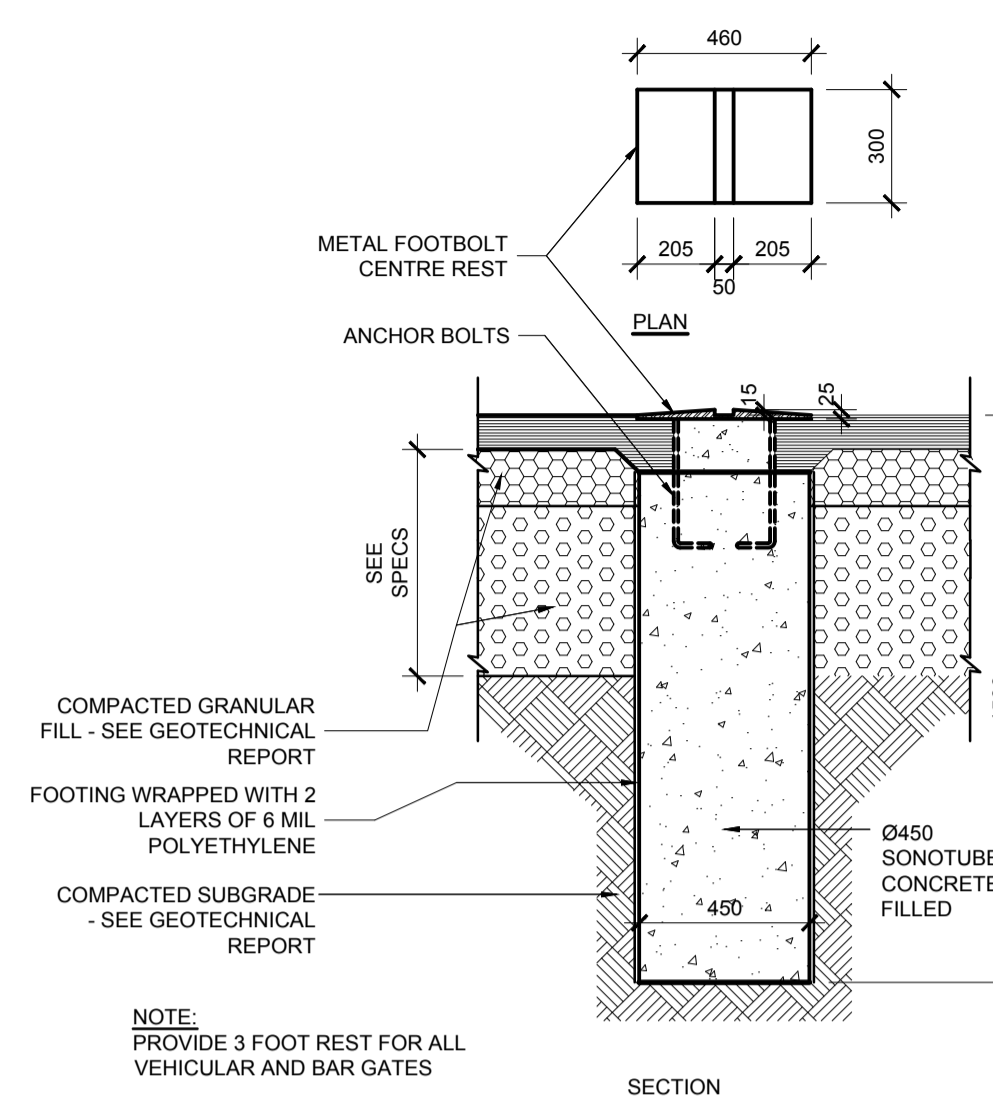 460
300
205
205
50
METAL FOOTBOLT
CENTRE REST
PLAN
ANCHOR BOLTS
15
25
SEE
SPECS
COMPACTED GRANULAR
FILL - SEE GEOTECHNICAL
REPORT
FOOTING WRAPPED WITH 2
LAYERS OF 6 MIL
POLYETHYLENE
Ø450
SONOTUBE
CONCRETE
FILLED
COMPACTED SUBGRADE
- SEE GEOTECHNICAL
REPORT
450
NOTE:
PROVIDE 3 FOOT REST FOR ALL
VEHICULAR AND BAR GATES
SECTION